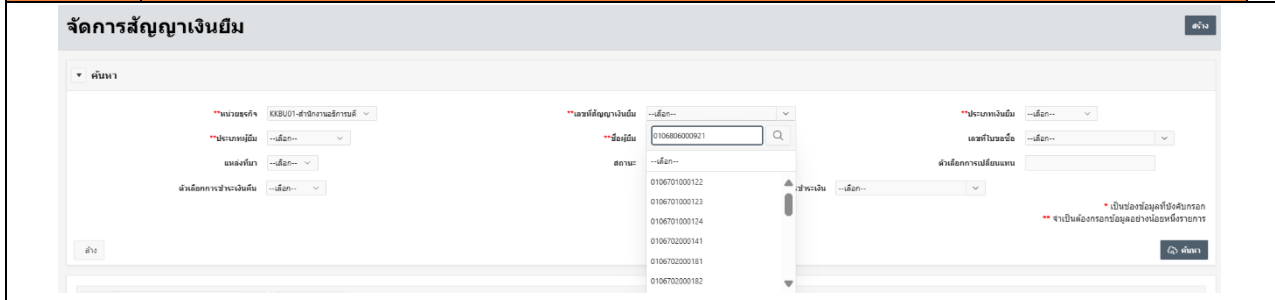 จัดการสัญญาเงินยืม
สร้าง
ค้นหา
**หน่วยธุรกิจ KKBU01-สำนักงานอธิการบดี
**เลขที่สัญญาเงินยืม --เลือก--
**ประเภทเงินยืม --เลือก--
**ประเภทผู้ยืม --เลือก--
**ชื่อผู้ยืม 0106806000921
เลขที่ใบขอซื้อ --เลือก--
แหล่งที่มา --เลือก--
สถานะ --เลือก--
ตัวเลือกการเปลี่ยนแทน
ตัวเลือกการชำระเงินคืน --เลือก--
0106701000122
ชำระเงิน --เลือก--
0106701000123
* เป็นช่องข้อมูลที่บังคับกรอก
0106701000124
** จำเป็นต้องกรอกข้อมูลอย่างน้อยหนึ่งรายการ
0106702000141
ล้าง
ค้นหา
0106702000181
0106702000182